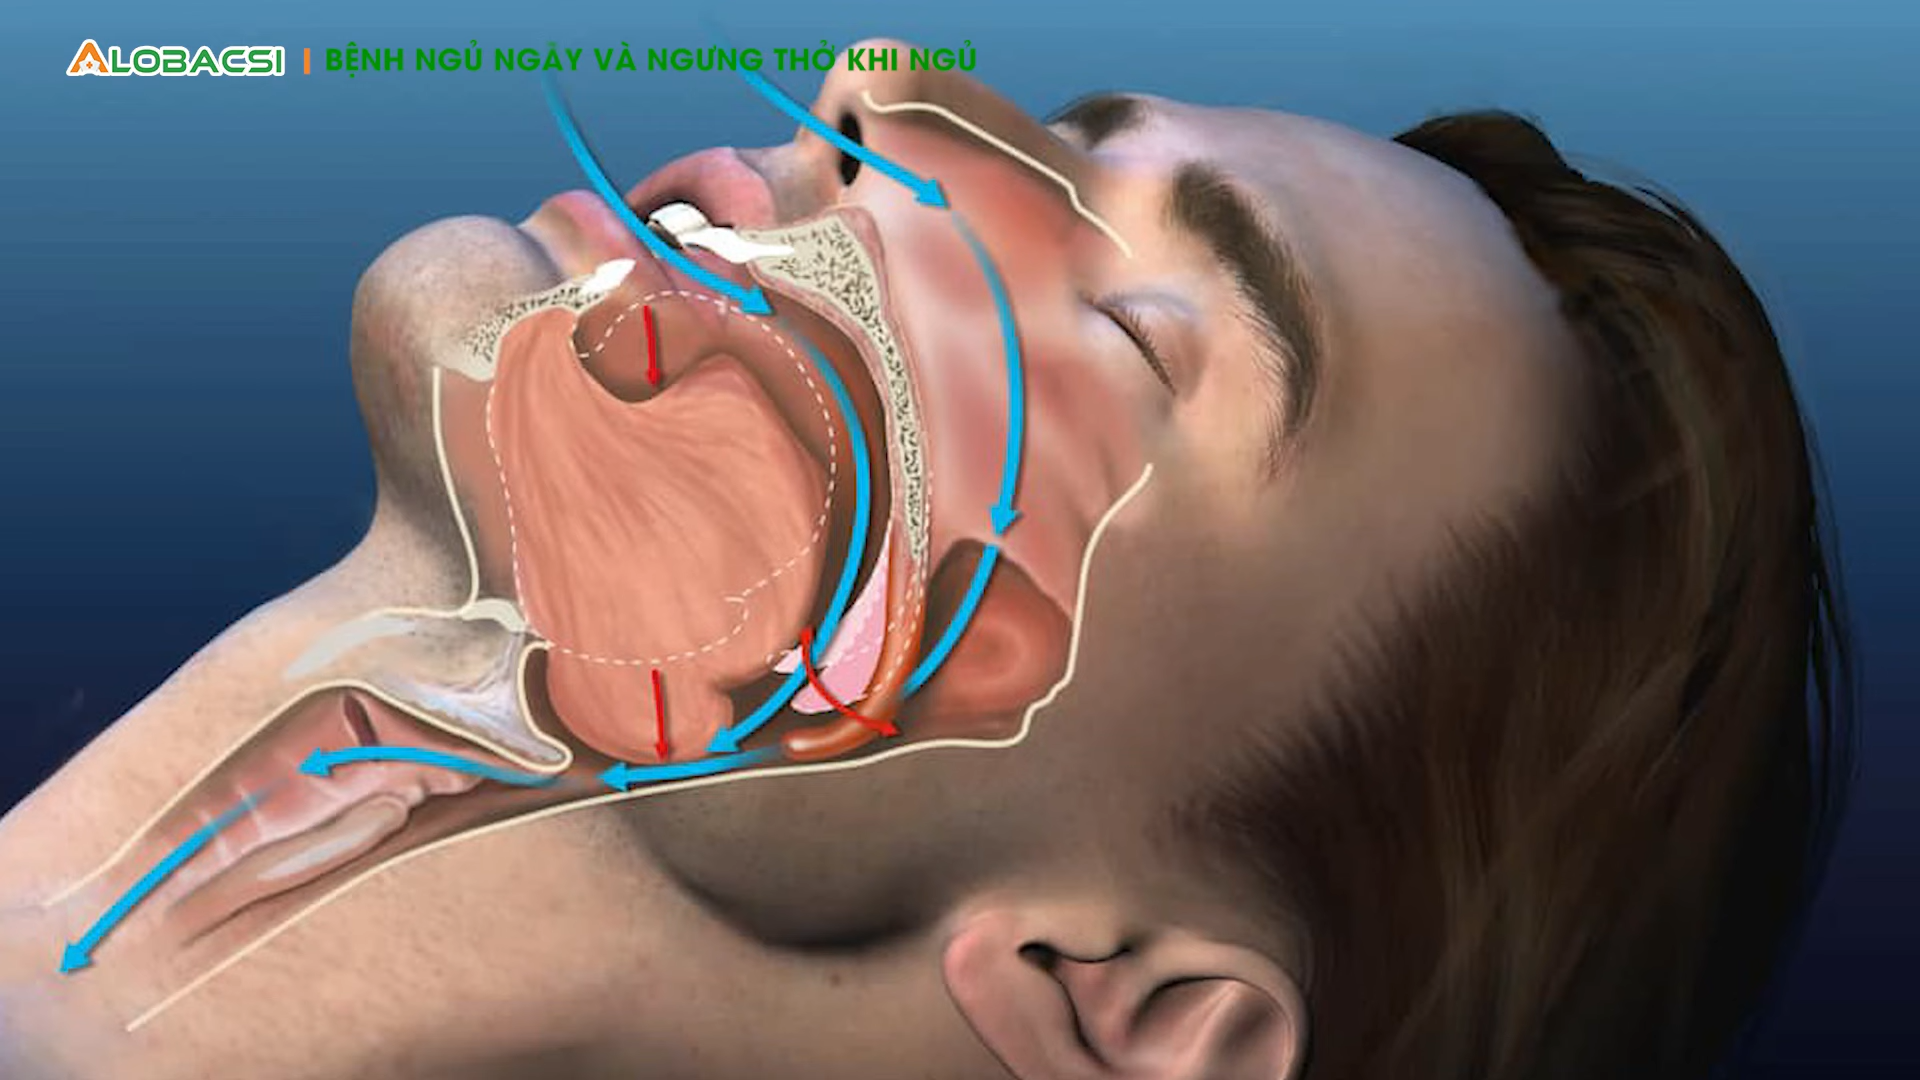 ALOBACSI | BỆNH NGỦ NGÁY VÀ NGƯNG THỞ KHI NGỦ